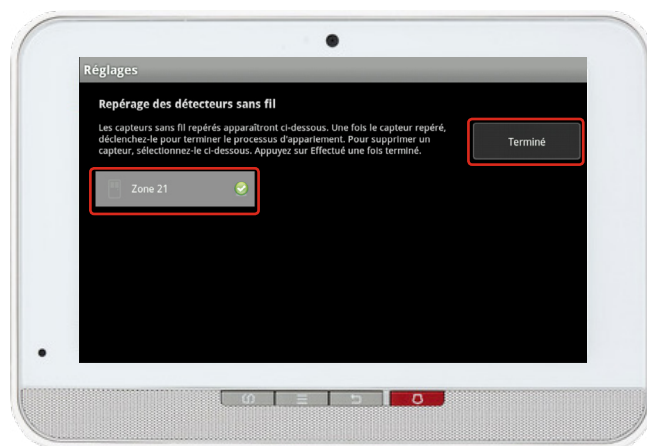 Réglages
Repérage des détecteurs sans fil
Les capteurs sans fil repérés apparaîtront ci-dessous. Une fois le capteur repéré,
déclenchez-le pour terminer le processus d'appariement. Pour supprimer un
capteur, sélectionnez-le ci-dessous. Appuyez sur Effectué une fois terminé.
Terminé
Zone 21